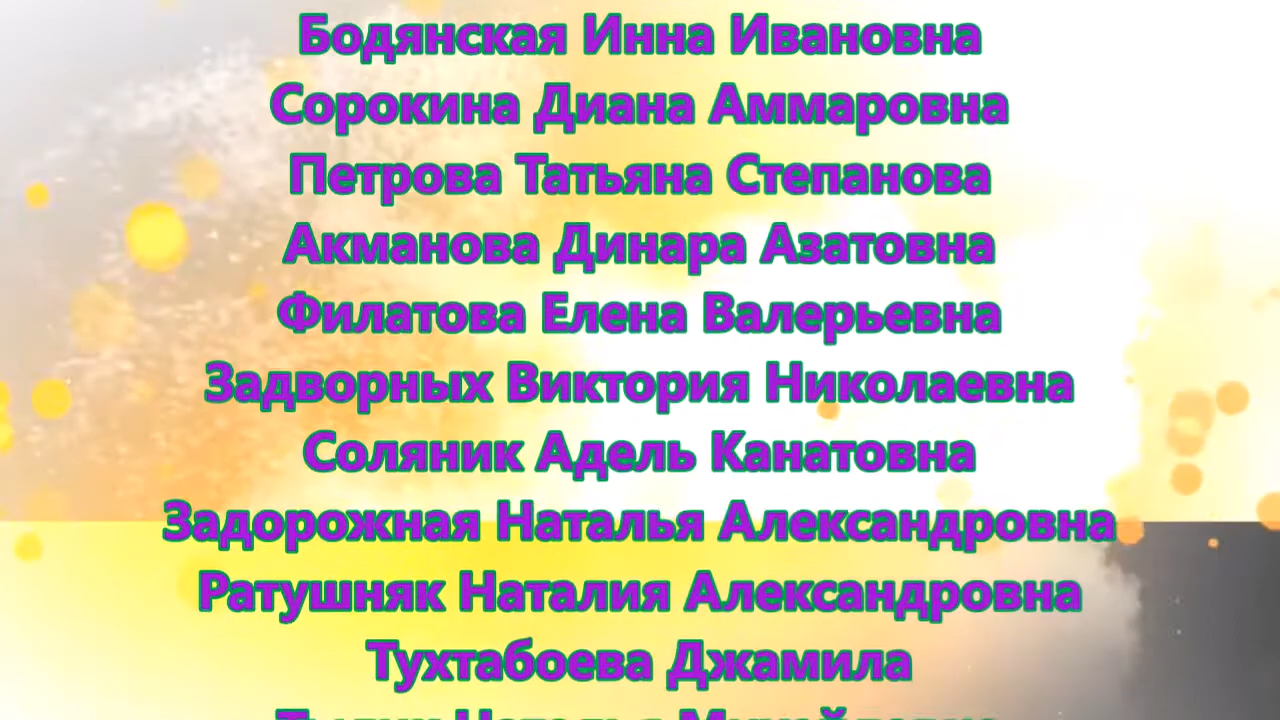 Бодянская Инна Ивановна
Сорокина Диана Аммаровна
Петрова Татьяна Степанова
Акманова Динара Азатовна
Филатова Елена Валерьевна
Задворных Виктория Николаевна
Соляник Адель Канатовна
Задорожная Наталья Александровна
Ратушняк Наталия Александровна
Тухтабоева Джамила